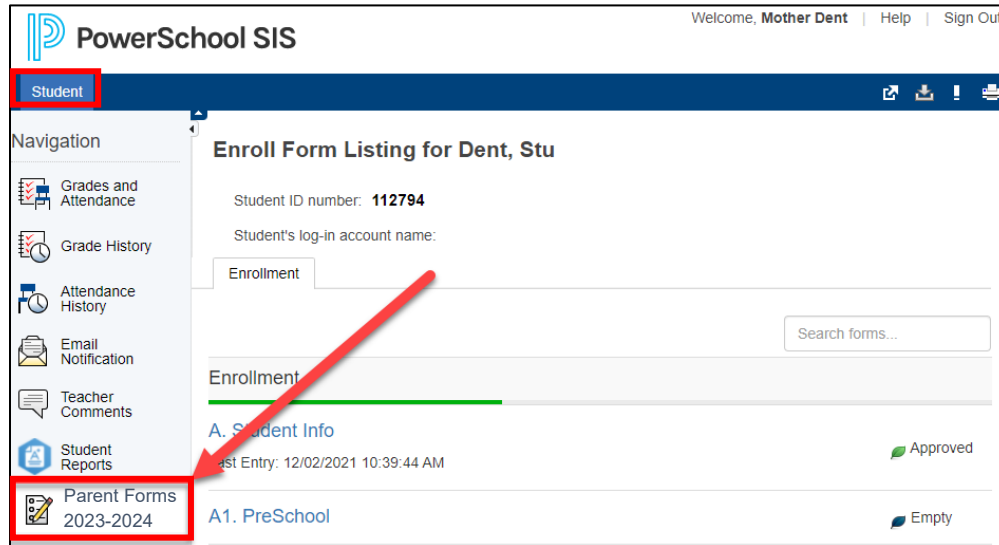 Welcome, Mother Dent | Help | Sign Out
PowerSchool SIS
Student
Navigation
Grades and
Attendance
Grade History
Attendance
History
Email
Notification
Teacher
Comments
Student
Reports
Parent Forms
2023-2024
Enroll Form Listing for Dent, Stu
Student ID number: 112794
Student's log-in account name:
Enrollment
Search forms...
Enrollment
A. Student Info
Last Entry: 12/02/2021 10:39:44 AM
Approved
A1. PreSchool
Empty